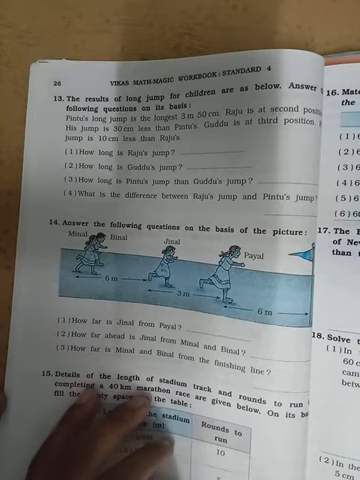 26 VIKAS MATH-MAGIC WORKBOOK : STANDARD 4
13. The results of long jump for children are as below. Answer
following questions on its basis :
Pintu's long jump is the longest 3 m 50 cm. Raju is at second
His jump is 30 cm less than Pintu's. Guddu is at third position
jump is 10 cm less than Raju's
(1) How long is Raju's jump ?
(2) How long is Guddu's jump ?
(3) How long is Pintu's jump than Guddu's jump ?
(4) What is the difference between Raju's jump and Pintu's jump?
14. Answer the following questions on the basis of the picture :
Minal Binal Jinal Payal
6 m 3 m 6 m
(1) How far is Jinal from Payal ?
(2) How far ahead is Jinal from Minal and Binal ?
(3) How far is Minal and Binal from the finishing line ?
15. Details of the length of stadium track and rounds to run
completing a 40 km marathon race are given below. On its
fill the spaces the table :
the stadium Rounds to
(m) run
10
16.
the
(1)
(2)
(3)
(4)
(5)
(6)
17. The
of
than
18. Solve
(1) In
60
cam
(2) In the
5 cm